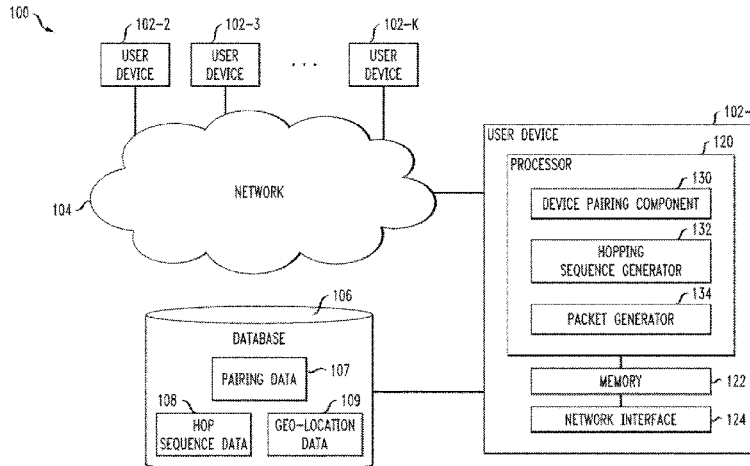 100
102-2
102-3
102-K
USER
DEVICE
USER
DEVICE
...
USER
DEVICE
102-
USER DEVICE
120
PROCESSOR
130
DEVICE PAIRING COMPONENT
132
HOPPING
SEQUENCE GENERATOR
134
PACKET GENERATOR
NETWORK
104
106
DATABASE
PAIRING DATA
107
108
HOP
SEQUENCE DATA
109
GEO-LOCATION
DATA
MEMORY
122
NETWORK INTERFACE
124